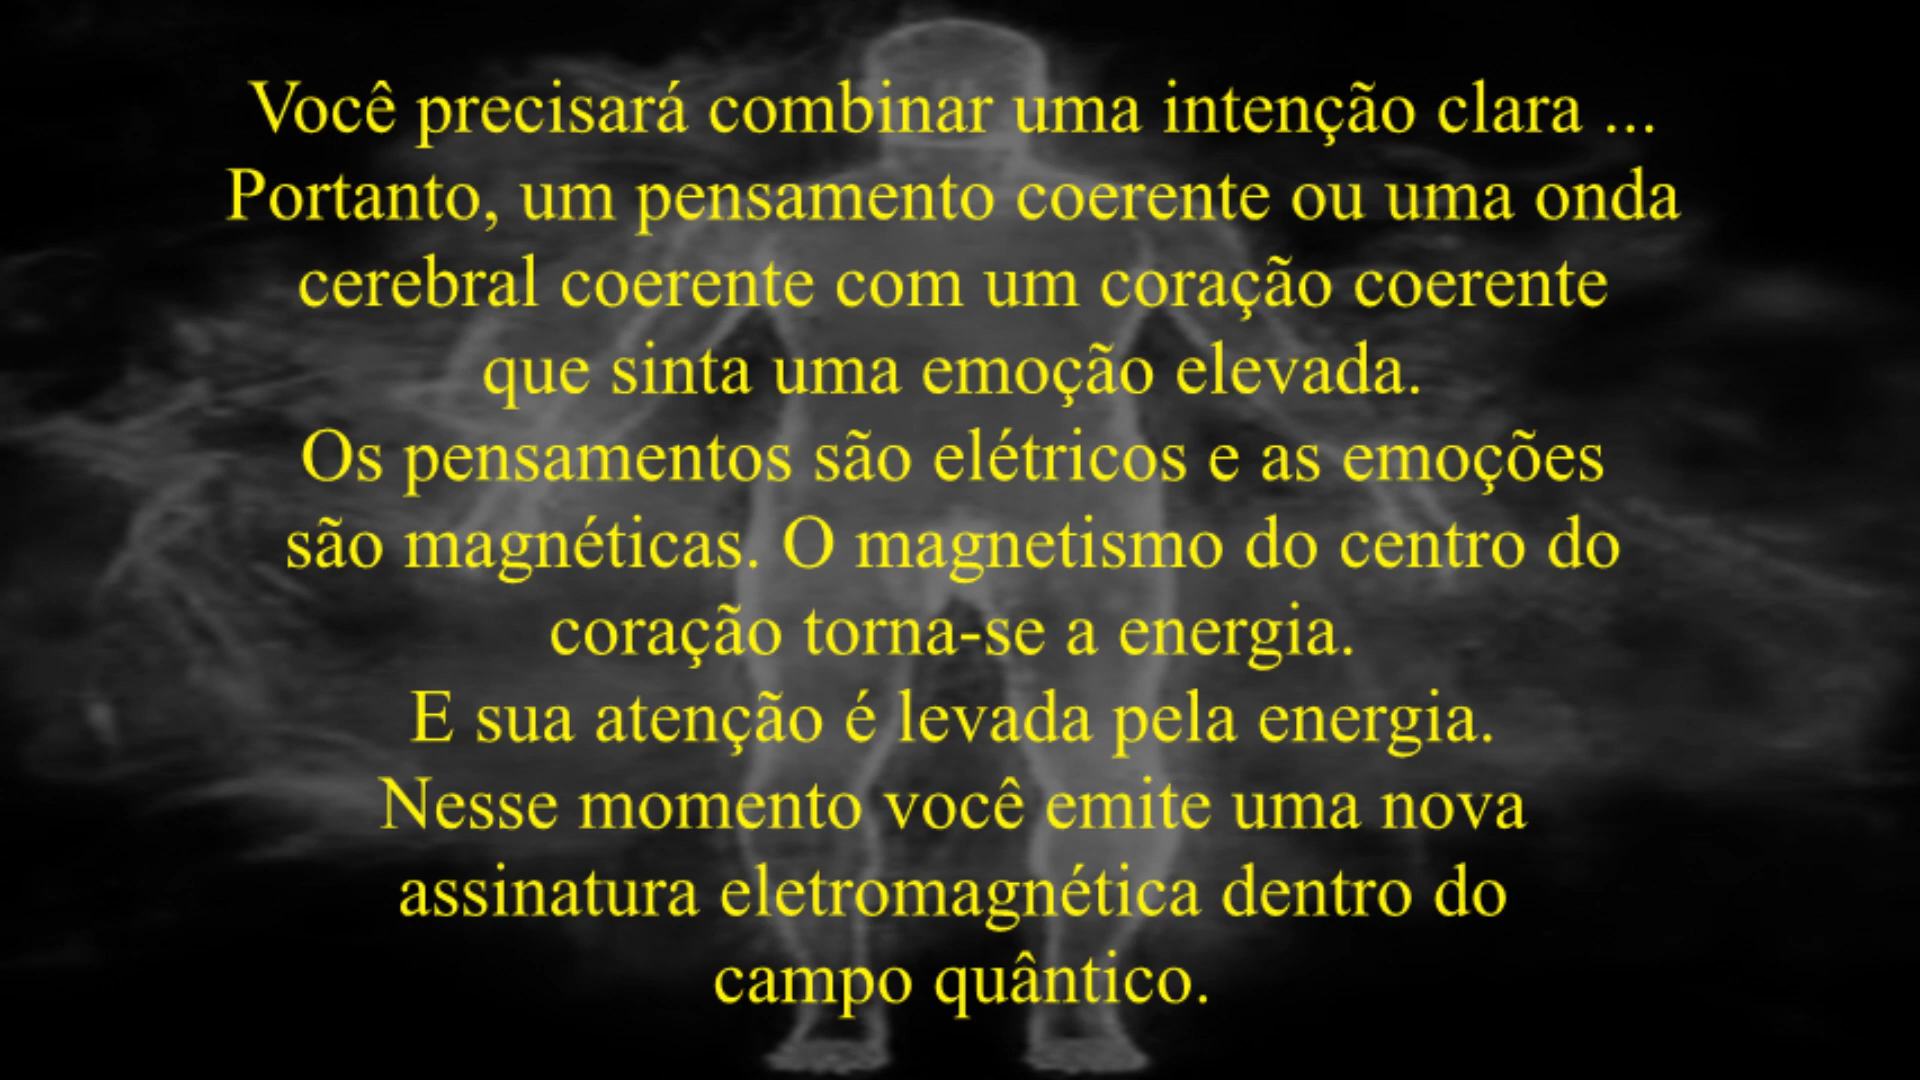 Você precisará combinar uma intenção clara ...
Portanto, um pensamento coerente ou uma onda
cerebral coerente com um coração coerente
que sinta uma emoção elevada.
Os pensamentos são elétricos e as emoções
são magnéticas. O magnetismo do centro do
coração torna-se a energia.
E sua atenção é levada pela energia.
Nesse momento você emite uma nova
assinatura eletromagnética dentro do
campo quântico.